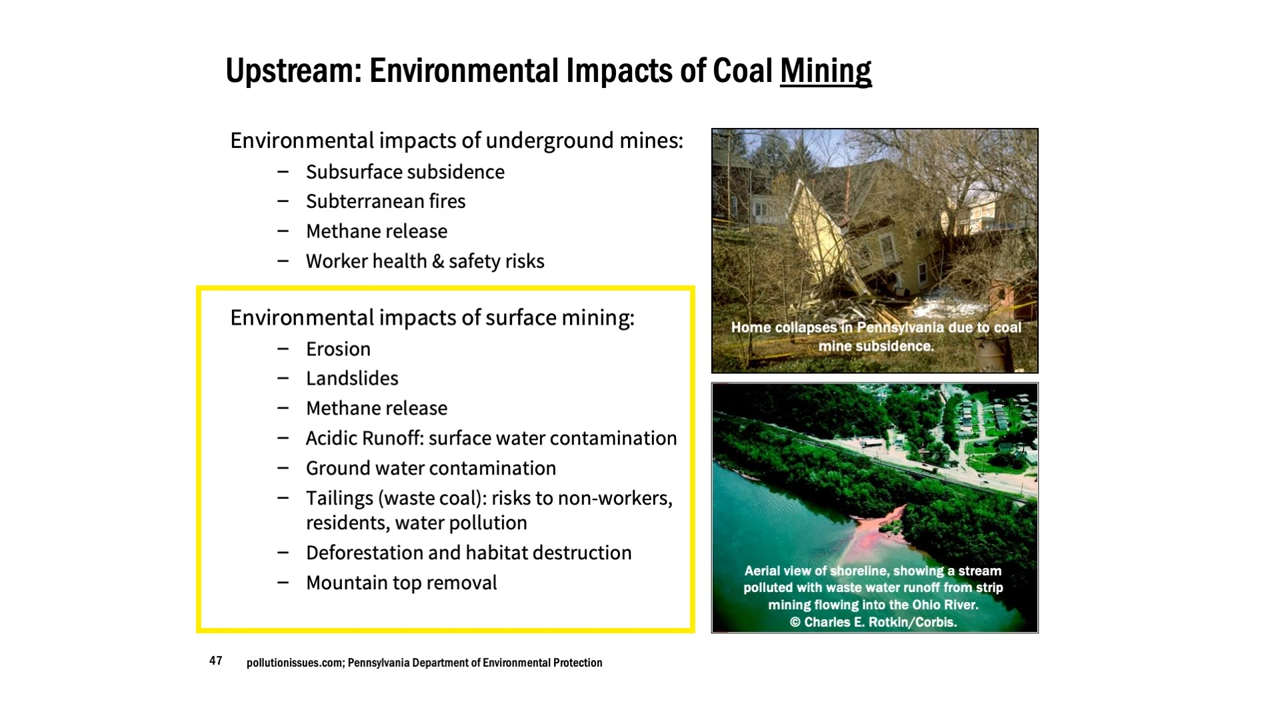 Upstream: Environmental Impacts of Coal Mining
Environmental impacts of underground mines:
– Subsurface subsidence
– Subterranean fires
– Methane release
– Worker health & safety risks
Environmental impacts of surface mining:
– Erosion
– Landslides
– Methane release
– Acidic Runoff: surface water contamination
– Ground water contamination
– Tailings (waste coal): risks to non-workers,
residents, water pollution
– Deforestation and habitat destruction
– Mountain top removal
Home collapses in Pennsylvania due to coal
mine subsidence.
Aerial view of shoreline, showing a stream
polluted with waste water runoff from strip
mining flowing into the Ohio River.
© Charles E. Rotkin/Corbis.
47 pollutionissues.com; Pennsylvania Department of Environmental Protection